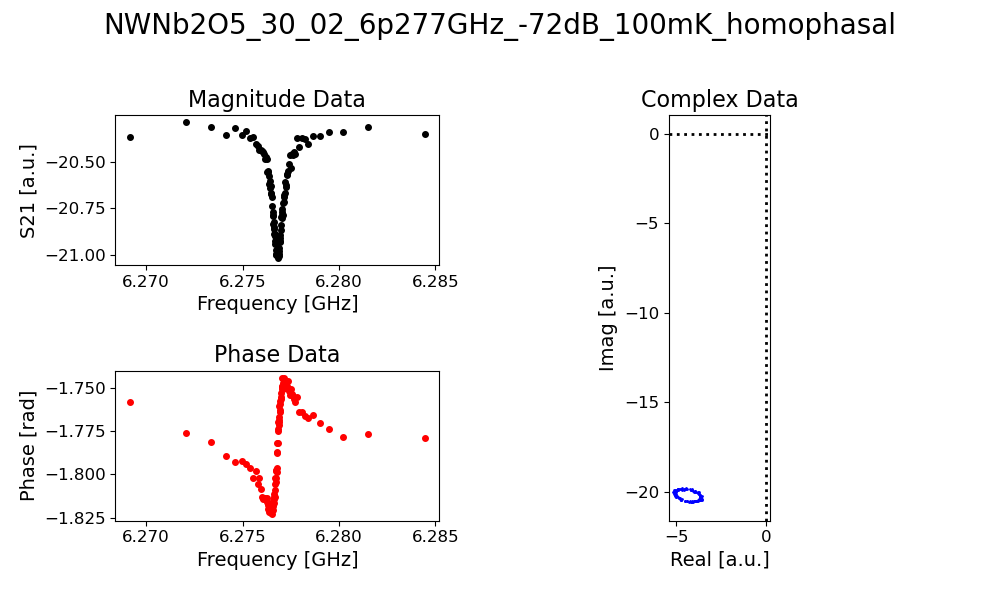 NWNb2O5_30_02_6p277GHz_-72dB_100mK_homophasal
Magnitude Data
S21 [a.u.]
−20.50
−20.75
−21.00
6.270 6.275 6.280 6.285
Frequency [GHz]
Phase Data
Phase [rad]
−1.750
−1.775
−1.800
−1.825
6.270 6.275 6.280 6.285
Frequency [GHz]
Complex Data
Imag [a.u.]
0
−5
−10
−15
−20
−5 0
Real [a.u.]